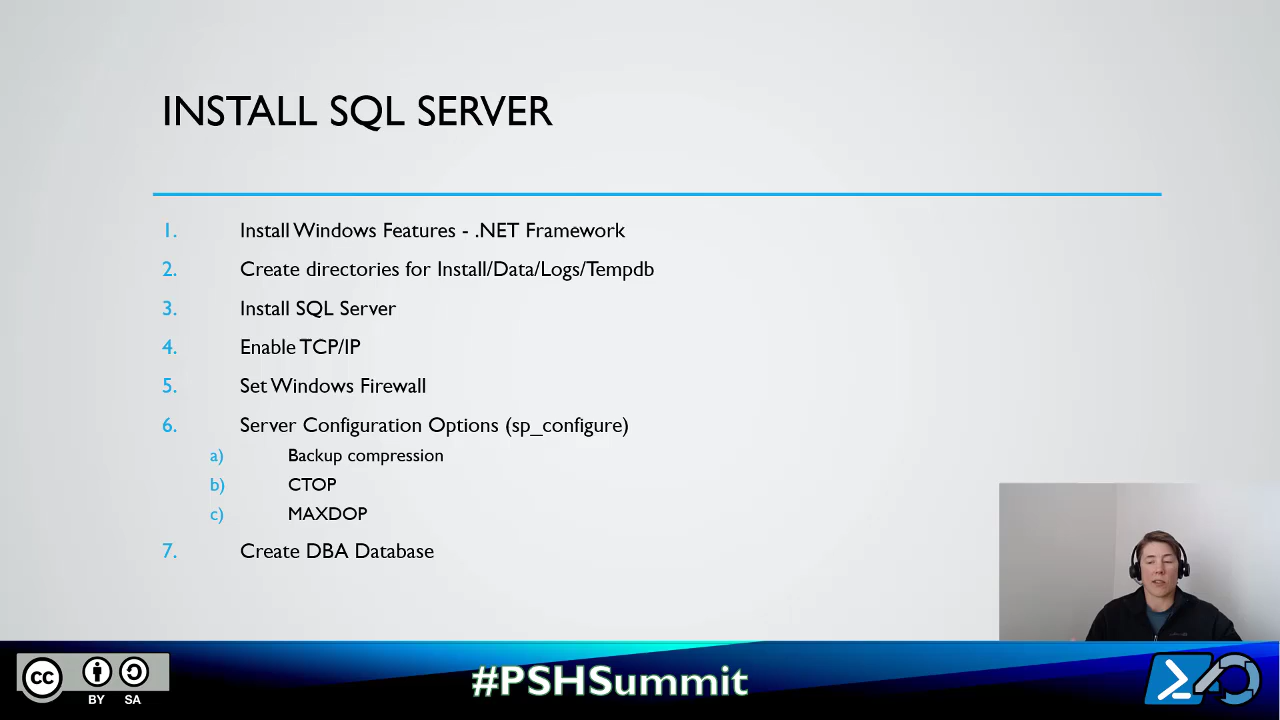 INSTALL SQL SERVER
1. Install Windows Features - .NET Framework
2. Create directories for Install/Data/Logs/Tempdb
3. Install SQL Server
4. Enable TCP/IP
5. Set Windows Firewall
6. Server Configuration Options (sp_configure)
a) Backup compression
b) CTOP
c) MAXDOP
7. Create DBA Database
#PSHSummit
cc
BY SA